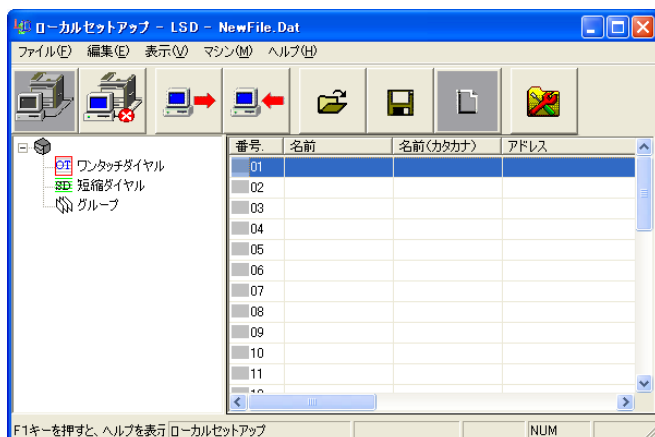 ローカルセットアップ - LSD - NewFile.Dat
ファイル(F) 編集(E) 表示(V) マシン(M) ヘルプ(H)
OT ワンタッチダイヤル
SD 短縮ダイヤル
グループ
番号. 名前 名前(カタカナ) アドレス
01
02
03
04
05
06
07
08
09
10
11
F1キーを押すと、ヘルプを表示 ローカルセットアップ NUM